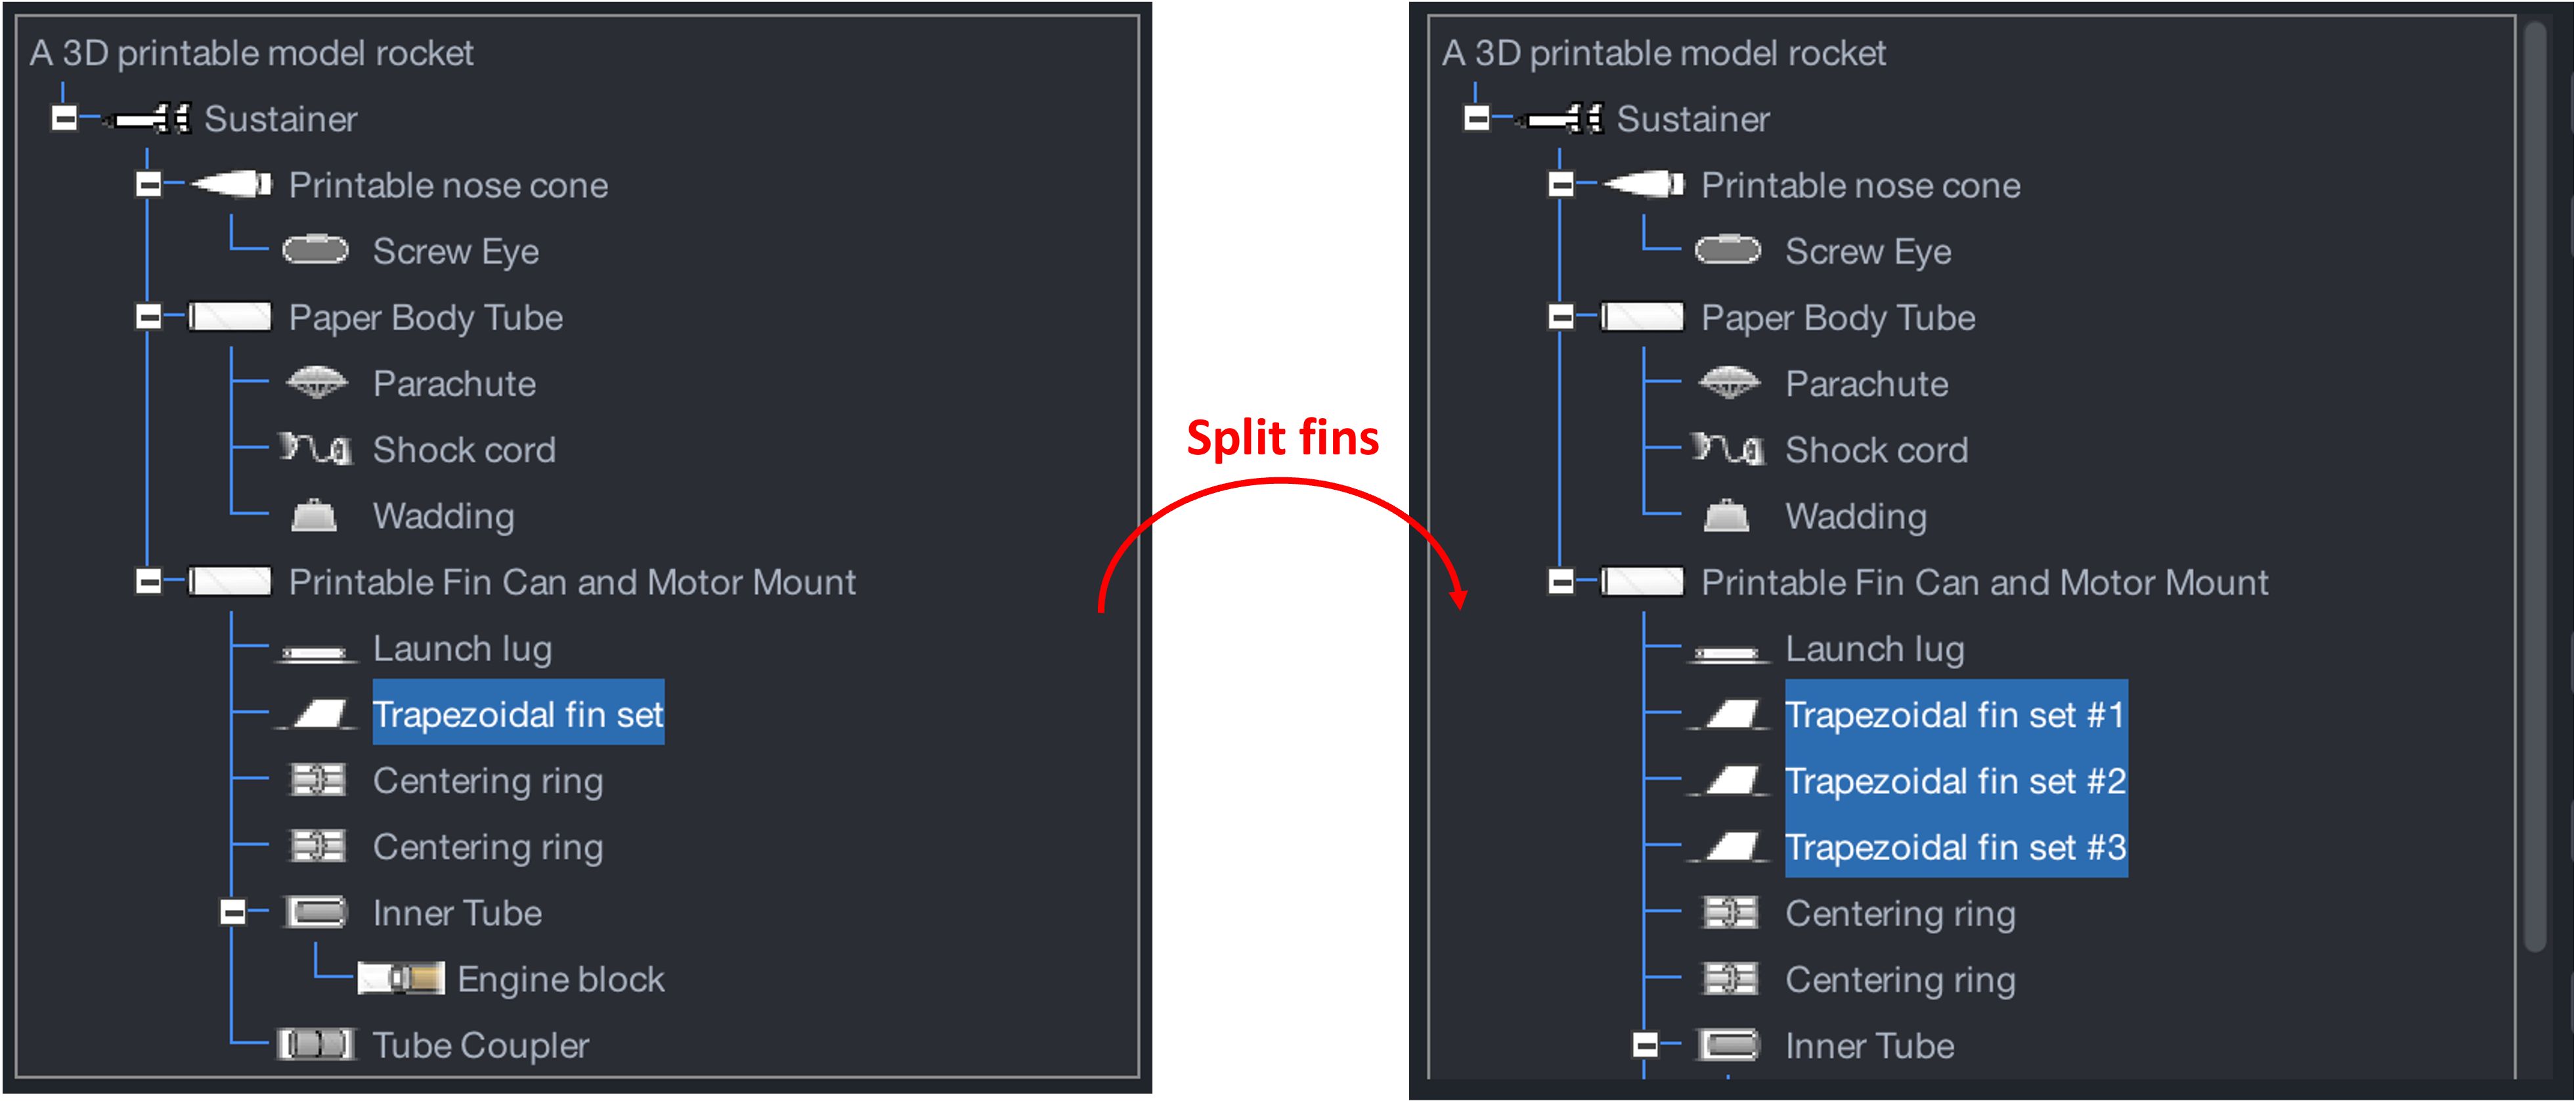 A 3D printable model rocket
Sustainer
Printable nose cone
Screw Eye
Paper Body Tube
Parachute
Shock cord
Wadding
Printable Fin Can and Motor Mount
Launch lug
Trapezoidal fin set
Centering ring
Centering ring
Inner Tube
Engine block
Tube Coupler
Split fins
A 3D printable model rocket
Sustainer
Printable nose cone
Screw Eye
Paper Body Tube
Parachute
Shock cord
Wadding
Printable Fin Can and Motor Mount
Launch lug
Trapezoidal fin set #1
Trapezoidal fin set #2
Trapezoidal fin set #3
Centering ring
Centering ring
Inner Tube